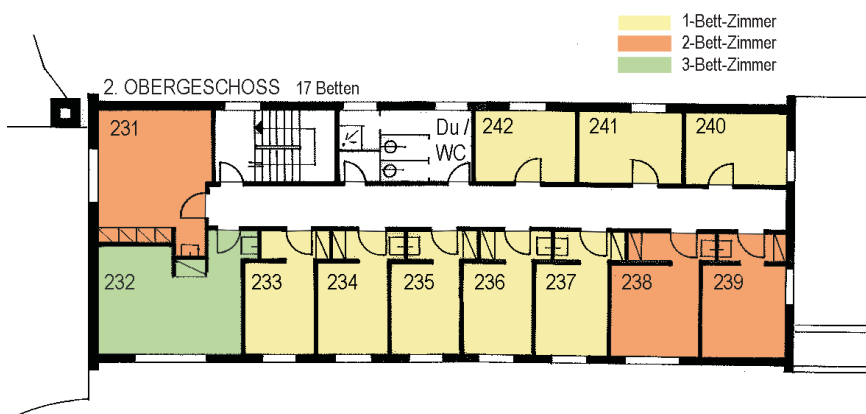 1-Bett-Zimmer
2-Bett-Zimmer
3-Bett-Zimmer
2. OBERGESCHOSS 17 Betten
231
Du /
WC
242
241
240
232
233
234
235
236
237
238
239